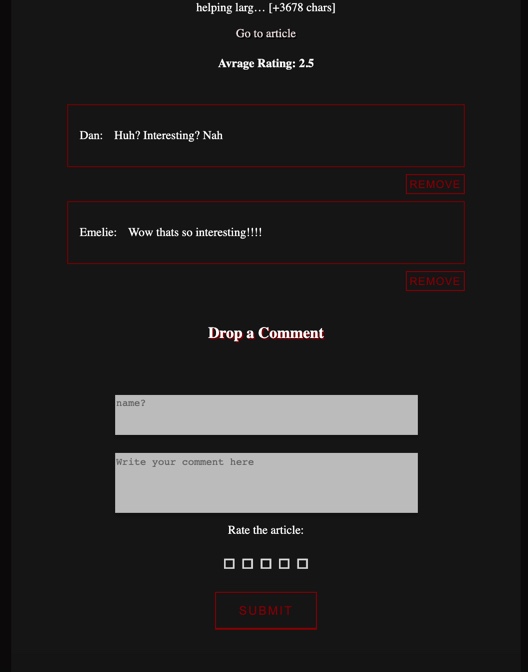 helping larg… [+3678 chars]
Go to article
Avrage Rating: 2.5
Dan: Huh? Interesting? Nah
REMOVE
Emelie: Wow thats so interesting!!!!
REMOVE
Drop a Comment
name?
Write your comment here
Rate the article:
SUBMIT